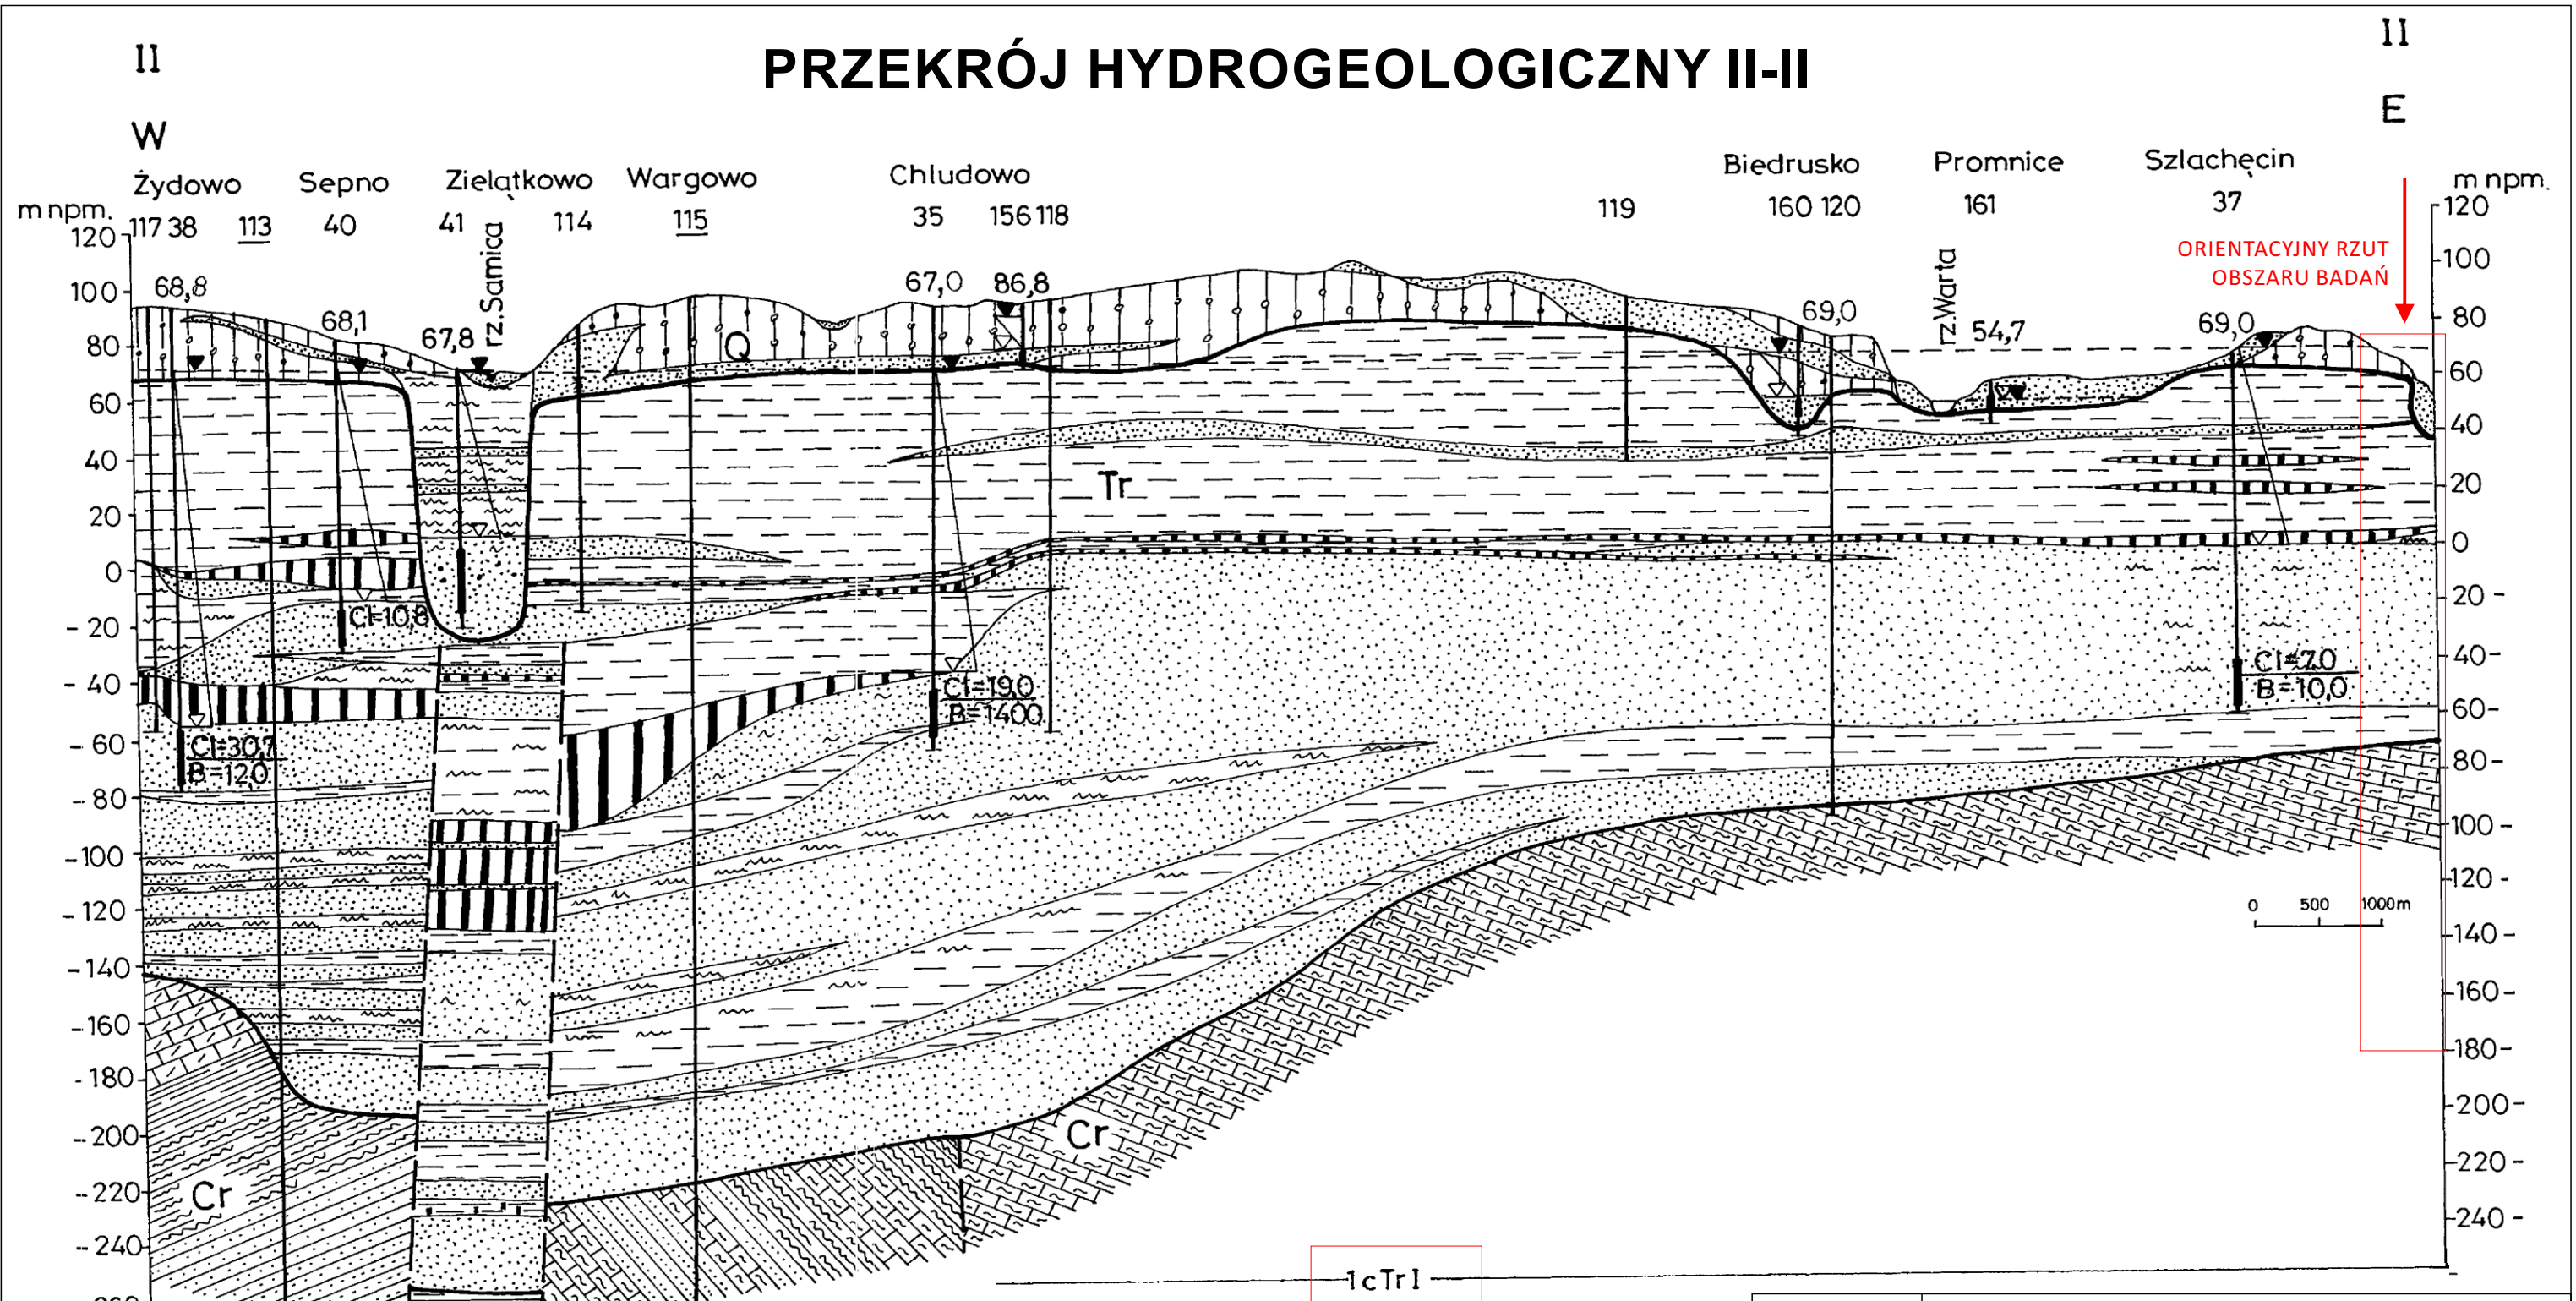 II II
PRZEKRÓJ HYDROGEOLOGICZNY II-II
W E
Żydowo Sepno Zielątkowo Wargowo Chludowo Biedrusko Promnice Szlachęcin
m npm. m npm.
117 38 113 40 41 rz.Samica 114 115 35 156 118 119 160 120 161 37
rz.Warta
ORIENTACYJNY RZUT
OBSZARU BADAŃ
68,8 68,1 67,8 67,0 86,8 69,0 54,7 69,0
120 120
100 100
80 80
60 60
40 40
20 20
0 0
-20 20-
-40 40-
-60 60-
-80 80-
-100 100-
-120 120-
-140 140-
-160 160-
-180 180-
-200 200-
-220 220-
-240 240-
Q
Tr
Cl=10,8
Cl=30,7
B=120
Cl=19,0
B=1400
Cl=7,0
B=10,0
0 500 1000m
Cr
Cr
1cTrI